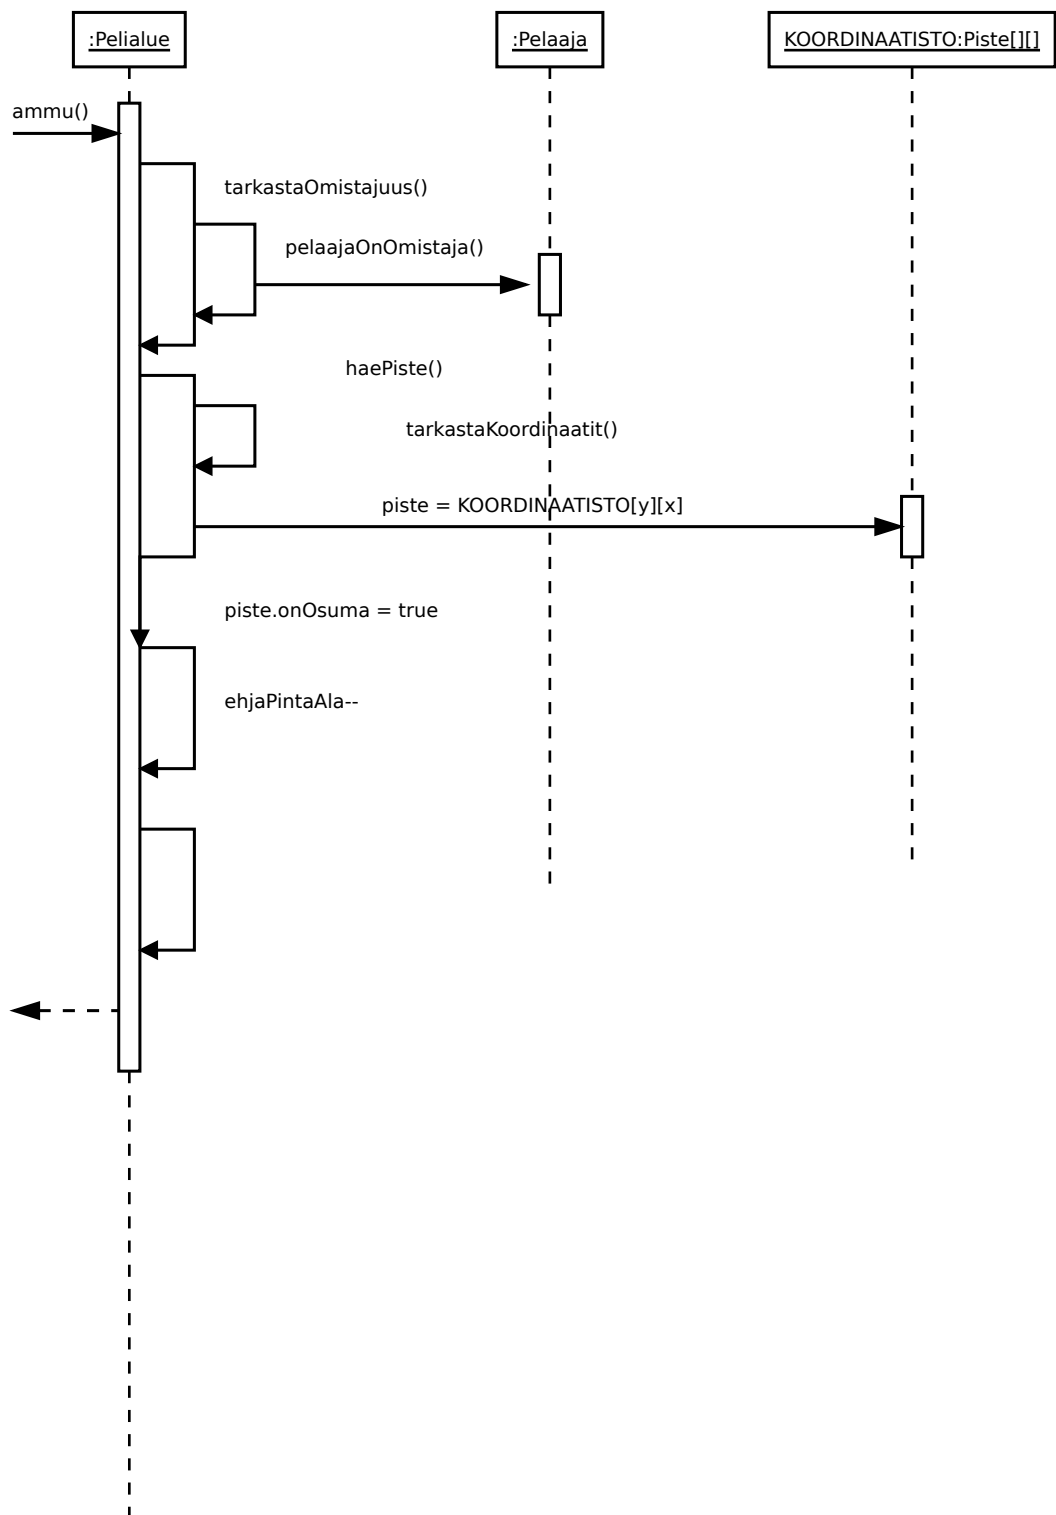 :Pelialue
:Pelaaja
KOORDINAATISTO:Piste[][]
ammu()
tarkastaOmistajuus()
pelaajaOnOmistaja()
haePiste()
tarkastaKoordinaatit()
piste = KOORDINAATISTO[y][x]
piste.onOsuma = true
ehjaPintaAla--